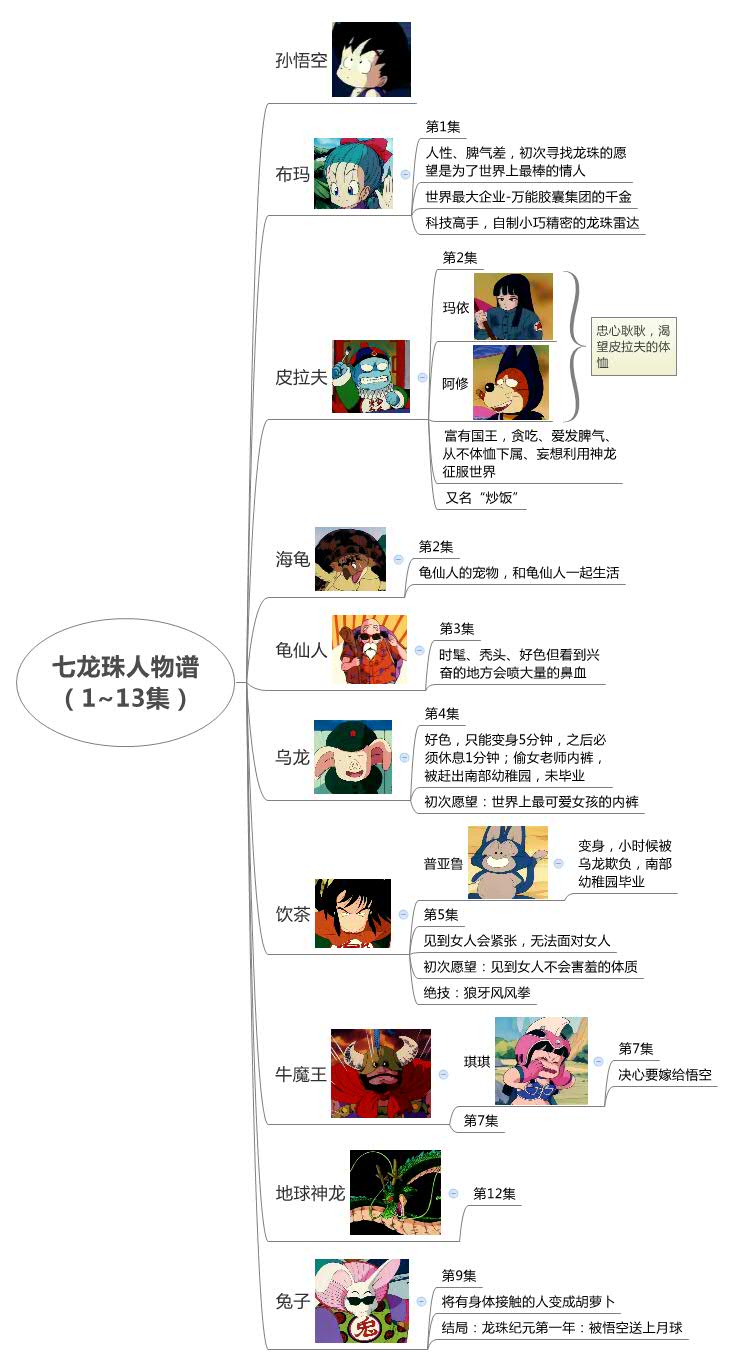 七龙珠人物谱
（1~13集）
孙悟空
布玛
第1集
人性、脾气差，初次寻找龙珠的愿
望是为了世界上最棒的情人
世界最大企业-万能胶囊集团的千金
科技高手，自制小巧精密的龙珠雷达
皮拉夫
第2集
玛依
阿修
忠心耿耿，渴
望皮拉夫的体
恤
富有国王，贪吃、爱发脾气、
从不体恤下属、妄想利用神龙
征服世界
又名“炒饭”
海龟
第2集
龟仙人的宠物，和龟仙人一起生活
龟仙人
第3集
时髦、秃头、好色但看到兴
奋的地方会喷大量的鼻血
乌龙
第4集
好色，只能变身5分钟，之后必
须休息1分钟；偷女老师内裤，
被赶出南部幼稚园，未毕业
初次愿望：世界上最可爱女孩的内裤
饮茶
普亚鲁
变身，小时候被
乌龙欺负，南部
幼稚园毕业
第5集
见到女人会紧张，无法面对女人
初次愿望：见到女人不会害羞的体质
绝技：狼牙风风拳
牛魔王
琪琪
第7集
决心要嫁给悟空
第7集
地球神龙
第12集
兔子
兎
第9集
将有身体接触的人变成胡萝卜
结局：龙珠纪元第一年：被悟空送上月球